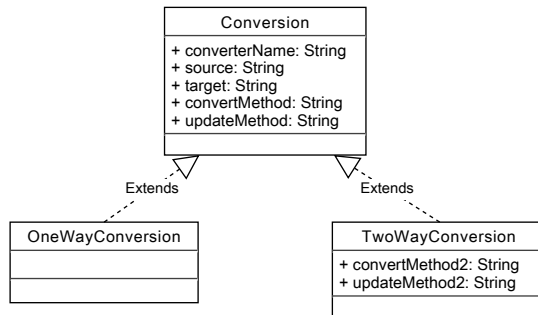 Conversion
+ converterName: String
+ source: String
+ target: String
+ convertMethod: String
+ updateMethod: String
Extends
Extends
OneWayConversion
TwoWayConversion
+ convertMethod2: String
+ updateMethod2: String